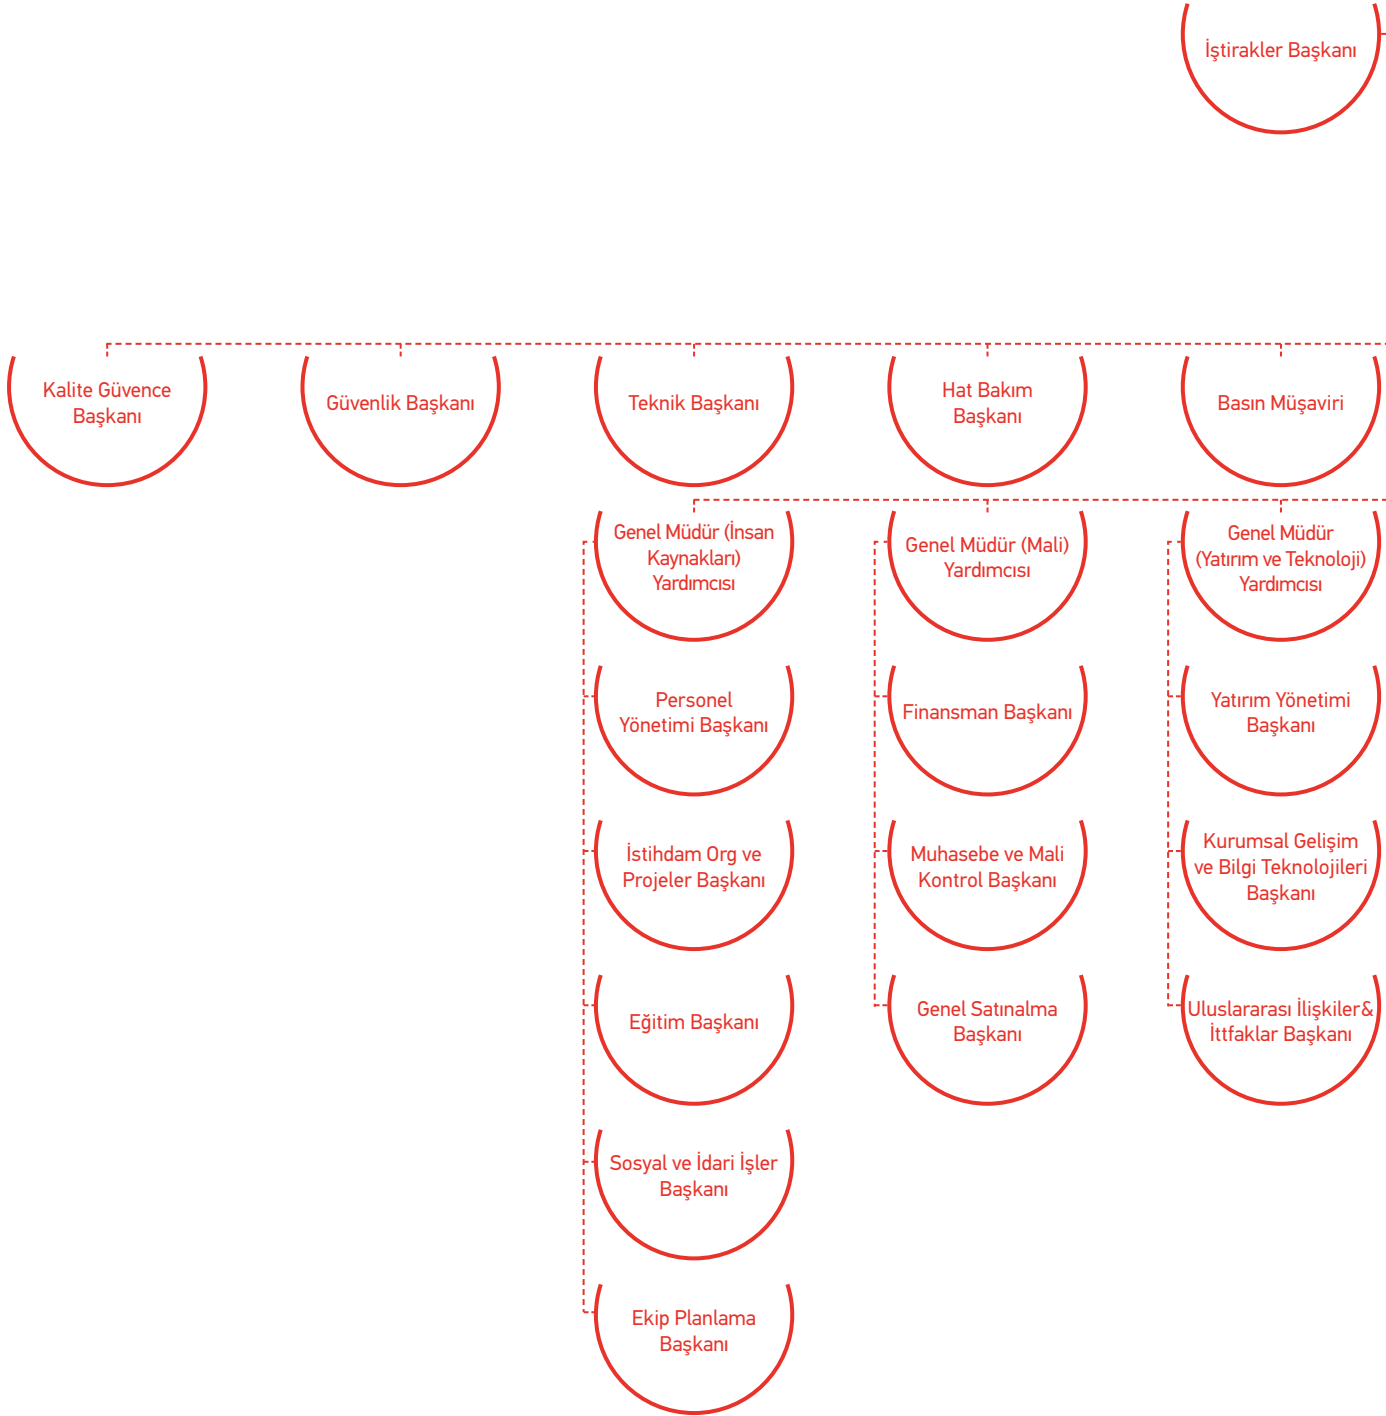 İştirakler Başkanı
Kalite Güvence
Başkanı
Güvenlik Başkanı
Teknik Başkanı
Hat Bakım
Başkanı
Basın Müşaviri
Genel Müdür (İnsan
Kaynakları)
Yardımcısı
Genel Müdür (Mali)
Yardımcısı
Genel Müdür
(Yatırım ve Teknoloji)
Yardımcısı
Personel
Yönetimi Başkanı
Finansman Başkanı
Yatırım Yönetimi
Başkanı
İstihdam Org ve
Projeler Başkanı
Muhasebe ve Mali
Kontrol Başkanı
Kurumsal Gelişim
ve Bilgi Teknolojileri
Başkanı
Eğitim Başkanı
Genel Satınalma
Başkanı
Uluslararası İlişkiler&
İttfaklar Başkanı
Sosyal ve İdari İşler
Başkanı
Ekip Planlama
Başkanı